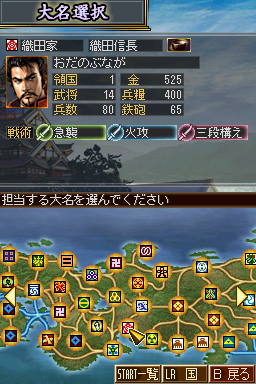 大名選択
織田家 織田信長
おだのぶなが
領国 1 金 525
武将 14 兵糧 400
兵数 80 鉄砲 65
戦術 急襲 火攻 三段構え
担当する大名を選んでください
START一覧 LR 国 B 戻る